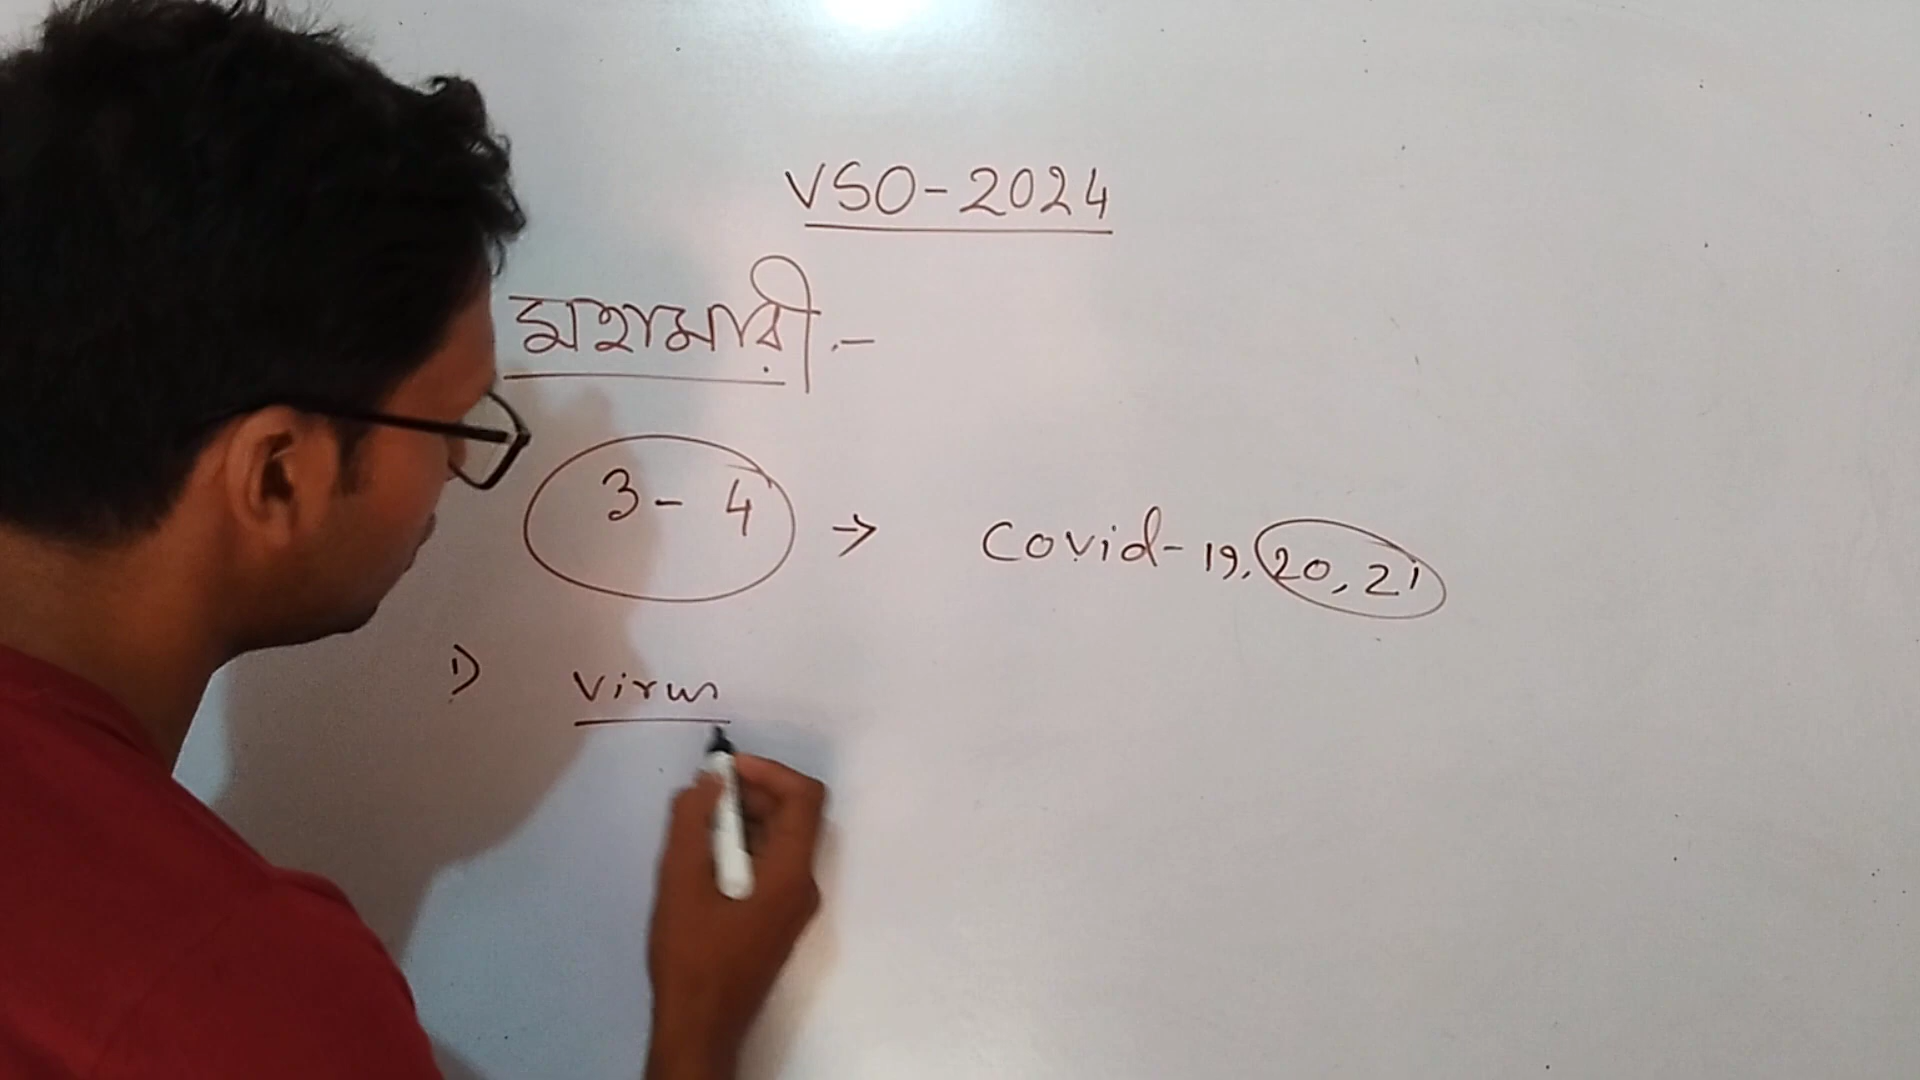 VSO-2024
মহামারী :-
3 - 4 → Covid-19, 20, 21
1) Virus